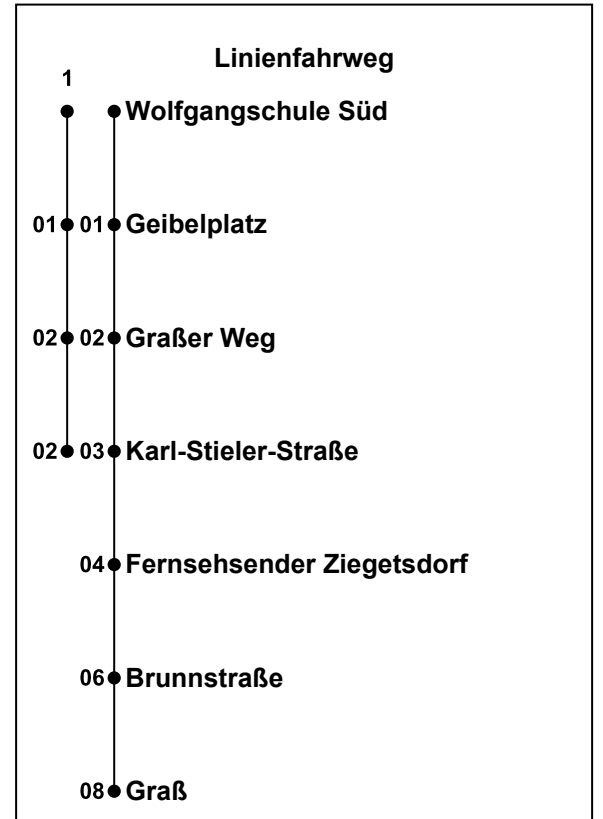 Linienfahrweg
1
Wolfgangschule Süd
01 01 Geibelplatz
02 02 Graßer Weg
02 03 Karl-Stieler-Straße
04 Fernsehsender Ziegetsdorf
06 Brunnstraße
08 Graß